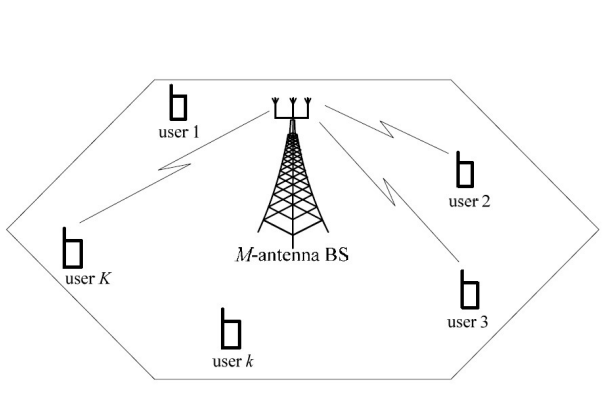 user 1
user 2
M-antenna BS
user K
user 3
user k